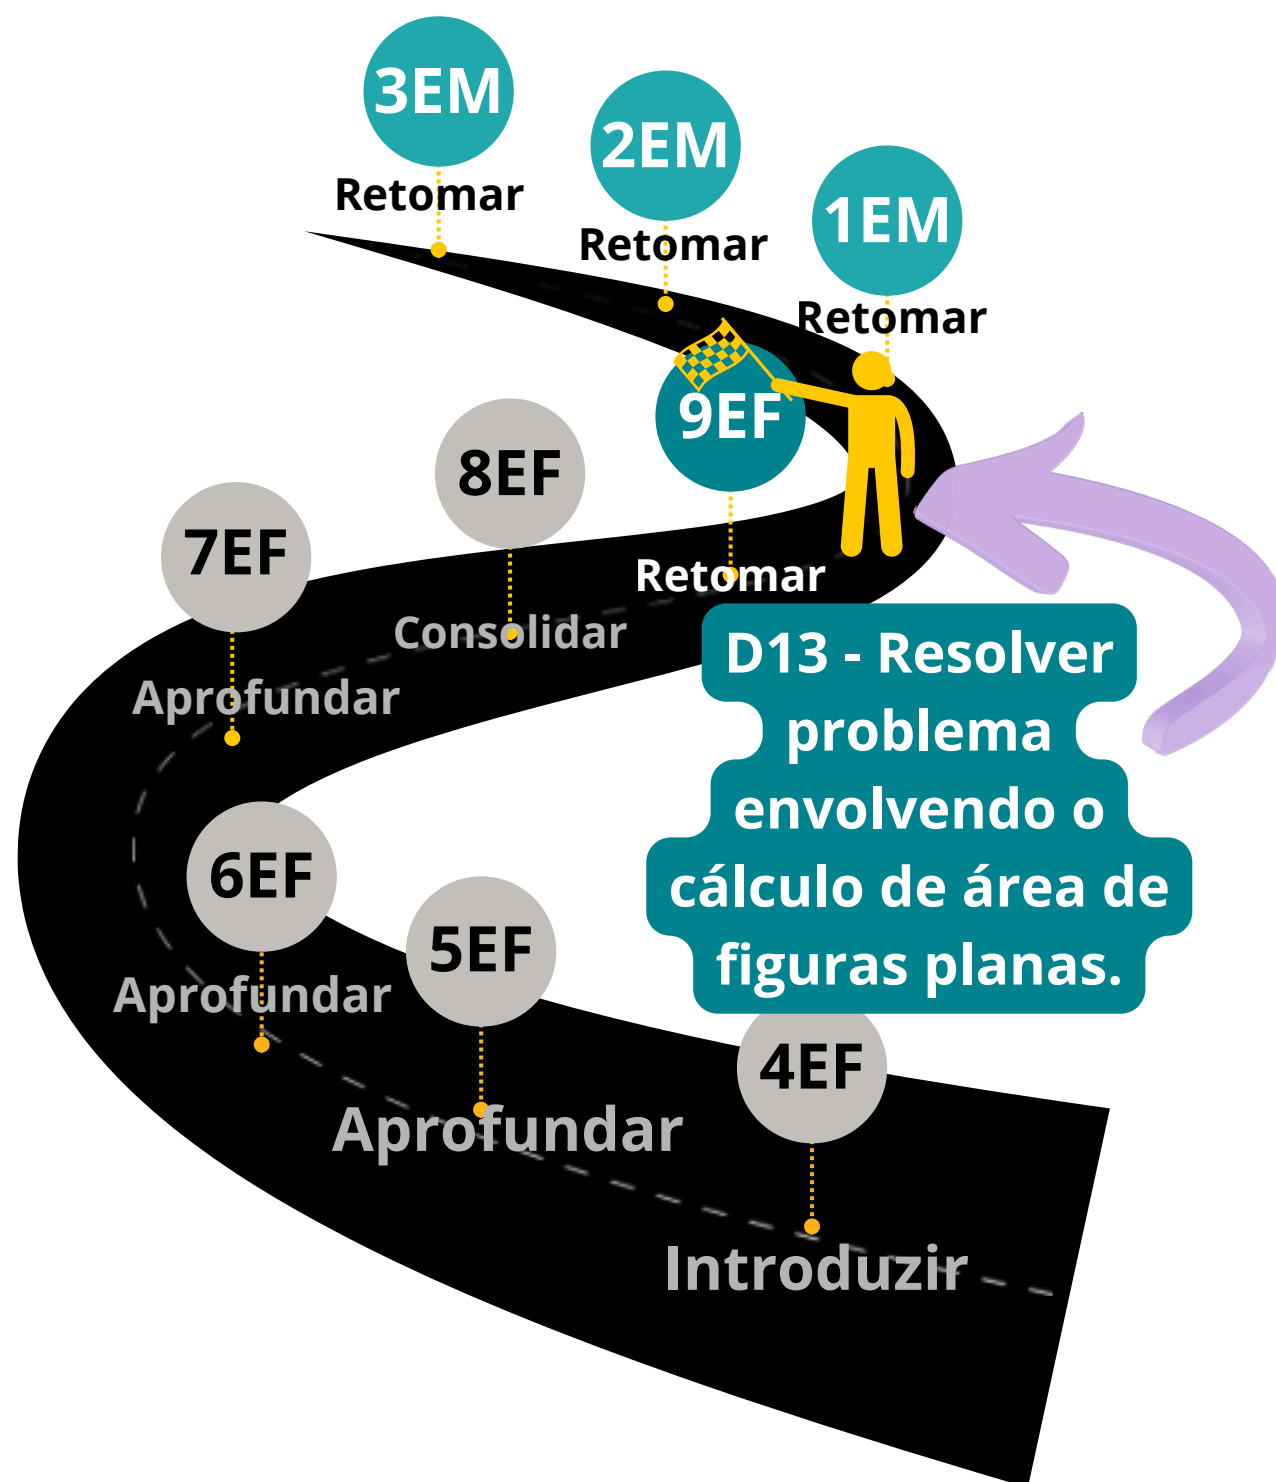 3EM
Retomar
2EM
Retomar
1EM
Retomar
9EF
Retomar
8EF
Consolidar
7EF
Aprofundar
D13 - Resolver
problema
envolvendo o
cálculo de área de
figuras planas.
6EF
Aprofundar
5EF
Aprofundar
4EF
Introduzir